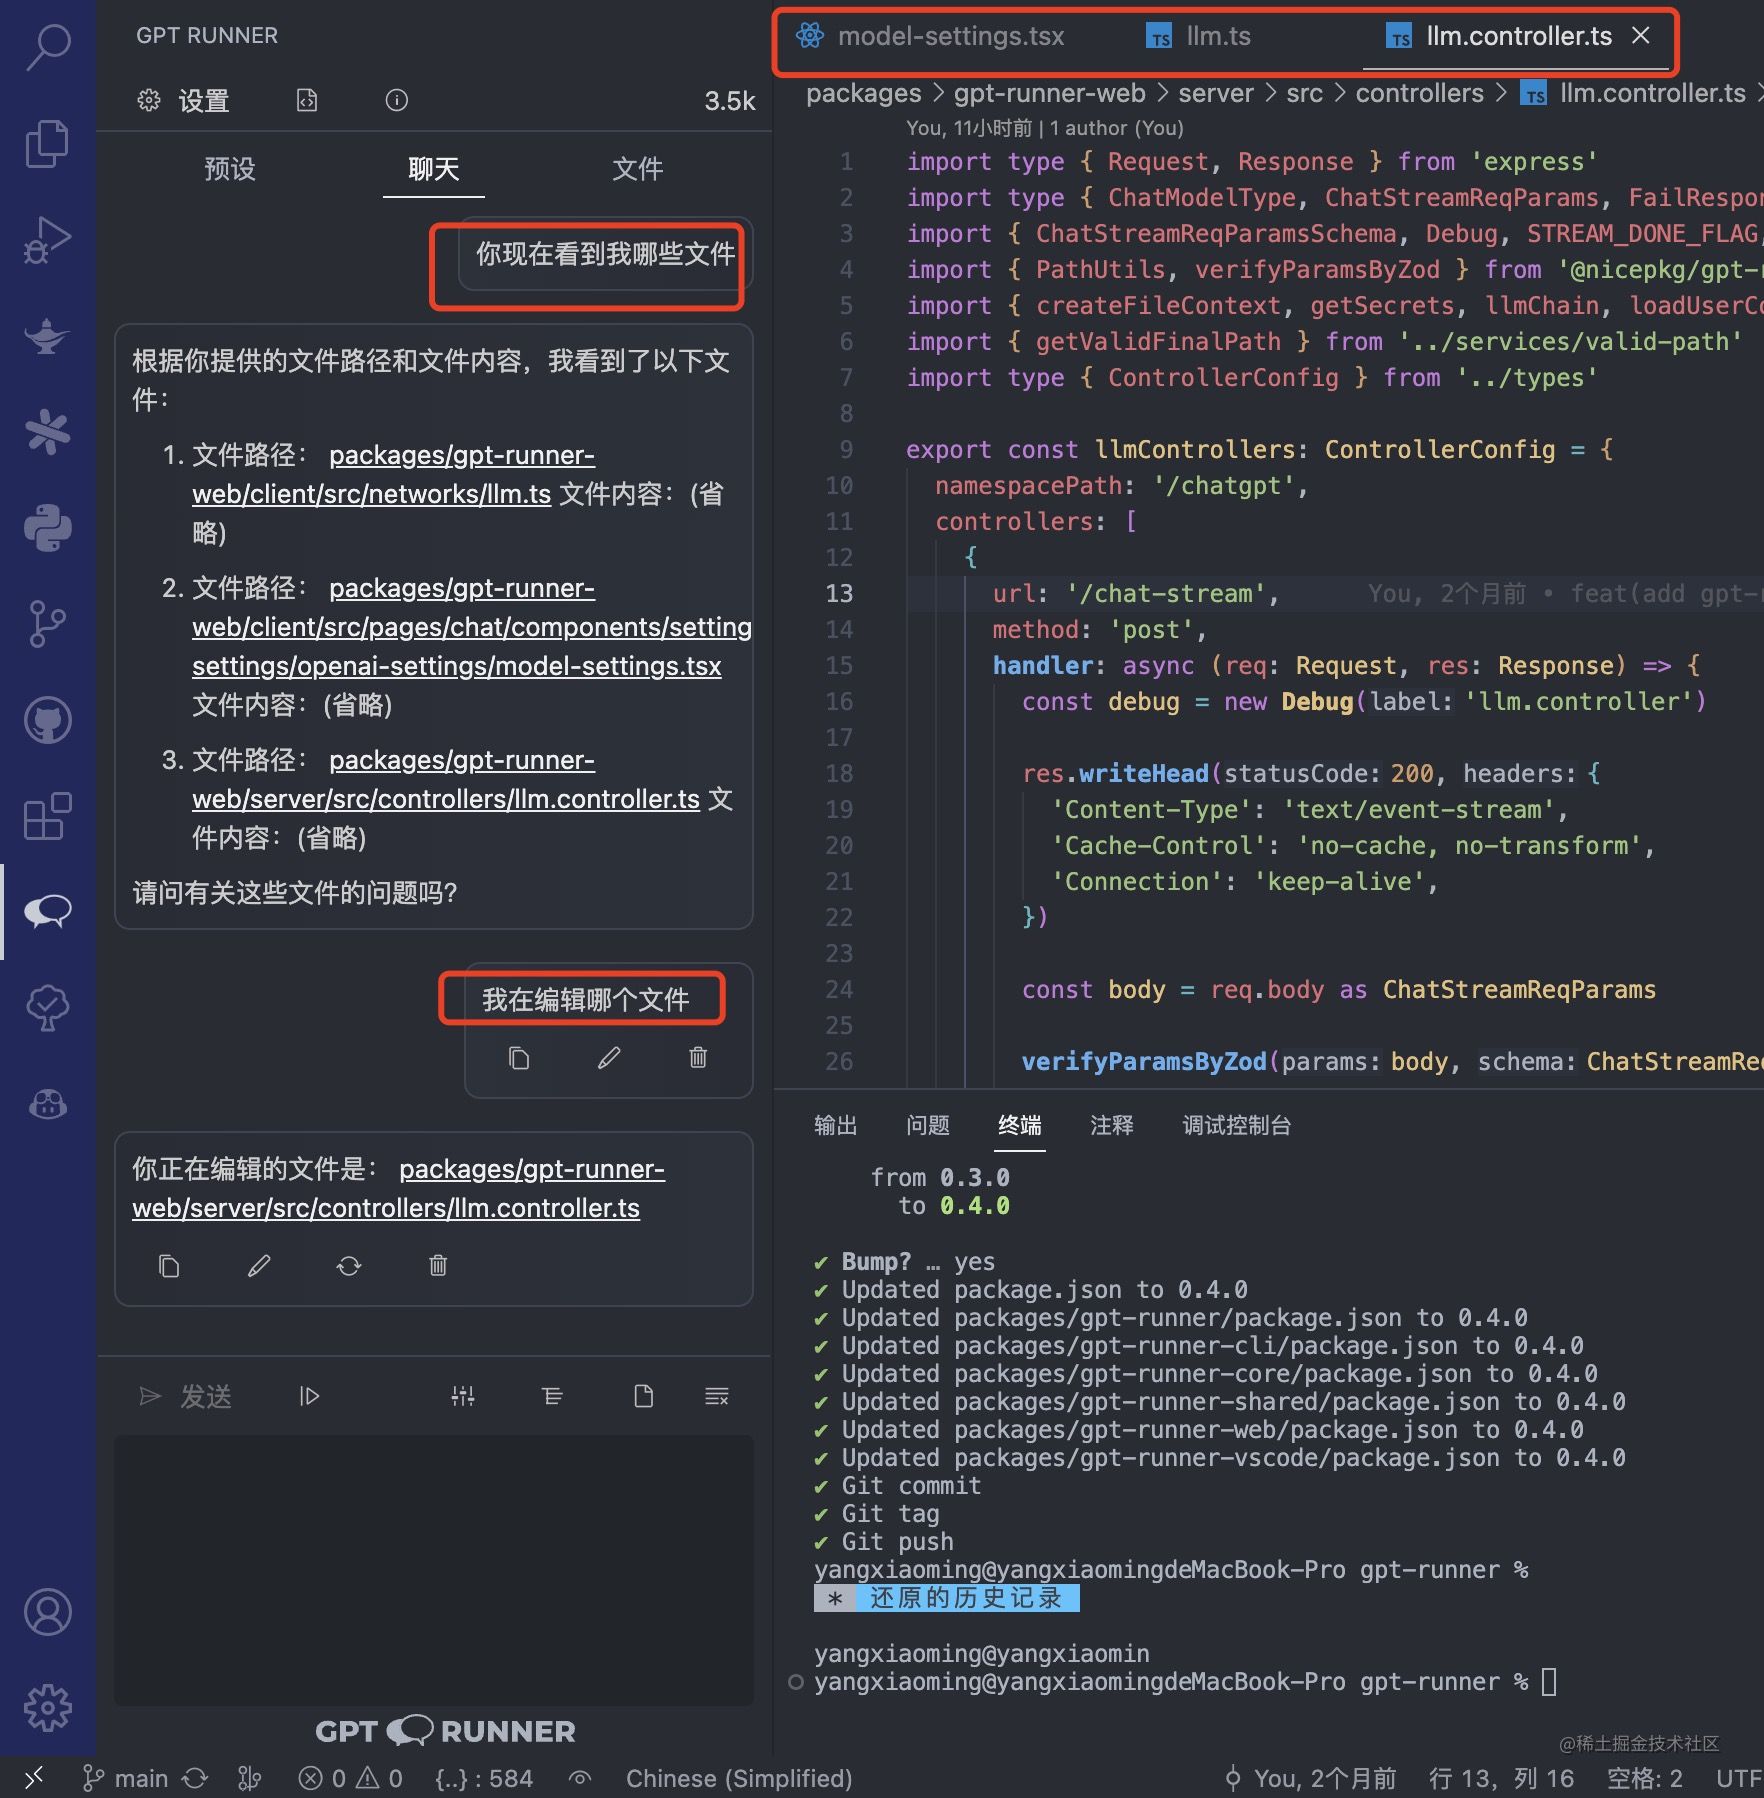 GPT RUNNER
设置
3.5k
预设
聊天
文件
你现在看到我哪些文件
根据你提供的文件路径和文件内容，我看到了以下文
件：
1. 文件路径： packages/gpt-runner-
web/client/src/networks/llm.ts 文件内容：(省
略)
2. 文件路径： packages/gpt-runner-
web/client/src/pages/chat/components/setting
settings/openai-settings/model-settings.tsx
文件内容：(省略)
3. 文件路径： packages/gpt-runner-
web/server/src/controllers/llm.controller.ts 文
件内容：(省略)
请问有关这些文件的问题吗？
我在编辑哪个文件
你正在编辑的文件是： packages/gpt-runner-
web/server/src/controllers/llm.controller.ts
发送
GPT RUNNER
model-settings.tsx
TS llm.ts
TS llm.controller.ts
packages > gpt-runner-web > server > src > controllers > TS llm.controller.ts >
You, 11小时前 | 1 author (You)
1 import type { Request, Response } from 'express'
2 import type { ChatModelType, ChatStreamReqParams, FailRespon
3 import { ChatStreamReqParamsSchema, Debug, STREAM_DONE_FLAG,
4 import { PathUtils, verifyParamsByZod } from '@nicepkg/gpt-r
5 import { createFileContext, getSecrets, llmChain, loadUserCo
6 import { getValidFinalPath } from '../services/valid-path'
7 import type { ControllerConfig } from '../types'
8
9 export const llmControllers: ControllerConfig = {
10 namespacePath: '/chatgpt',
11 controllers: [
12 {
13 url: '/chat-stream', You, 2个月前 • feat(add gpt-r
14 method: 'post',
15 handler: async (req: Request, res: Response) => {
16 const debug = new Debug(label: 'llm.controller')
17
18 res.writeHead(statusCode: 200, headers: {
19 'Content-Type': 'text/event-stream',
20 'Cache-Control': 'no-cache, no-transform',
21 'Connection': 'keep-alive',
22 })
23
24 const body = req.body as ChatStreamReqParams
25
26 verifyParamsByZod(params: body, schema: ChatStreamRe
输出
问题
终端
注释
调试控制台
from 0.3.0
to 0.4.0
✔ Bump? … yes
✔ Updated package.json to 0.4.0
✔ Updated packages/gpt-runner/package.json to 0.4.0
✔ Updated packages/gpt-runner-cli/package.json to 0.4.0
✔ Updated packages/gpt-runner-core/package.json to 0.4.0
✔ Updated packages/gpt-runner-shared/package.json to 0.4.0
✔ Updated packages/gpt-runner-web/package.json to 0.4.0
✔ Updated packages/gpt-runner-vscode/package.json to 0.4.0
✔ Git commit
✔ Git tag
✔ Git push
yangxiaoming@yangxiaomingdeMacBook-Pro gpt-runner %
* 还原的历史记录
yangxiaoming@yangxiaomin
yangxiaoming@yangxiaomingdeMacBook-Pro gpt-runner %
@稀土掘金技术社区
main
0
0
{..} : 584
Chinese (Simplified)
You, 2个月前
行 13，列 16
空格: 2
UTF